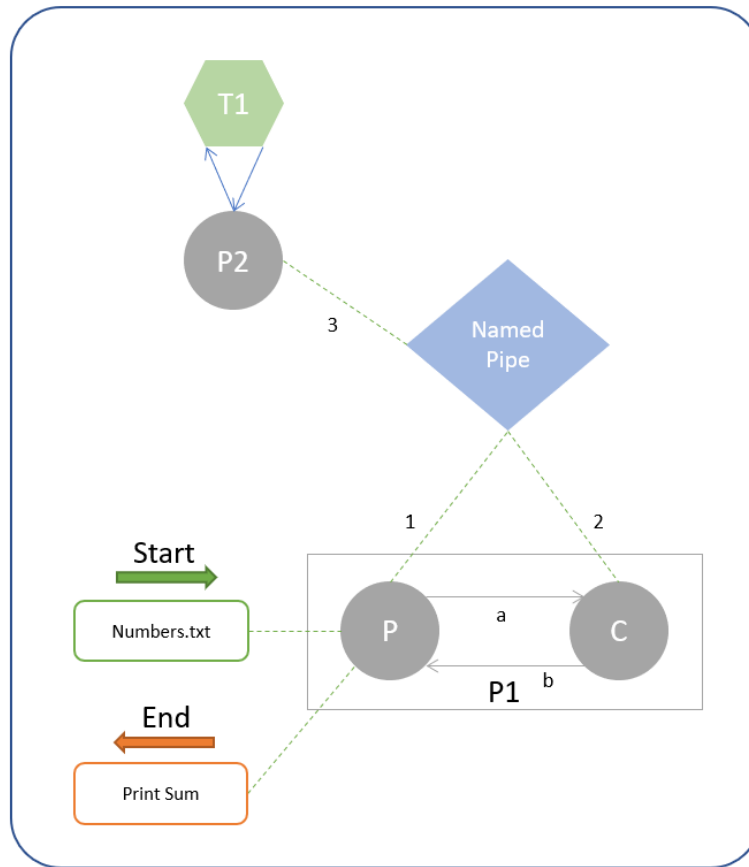 T1
P2
3
Named
Pipe
1
2
Start
Numbers.txt
P
a
C
b
P1
End
Print Sum